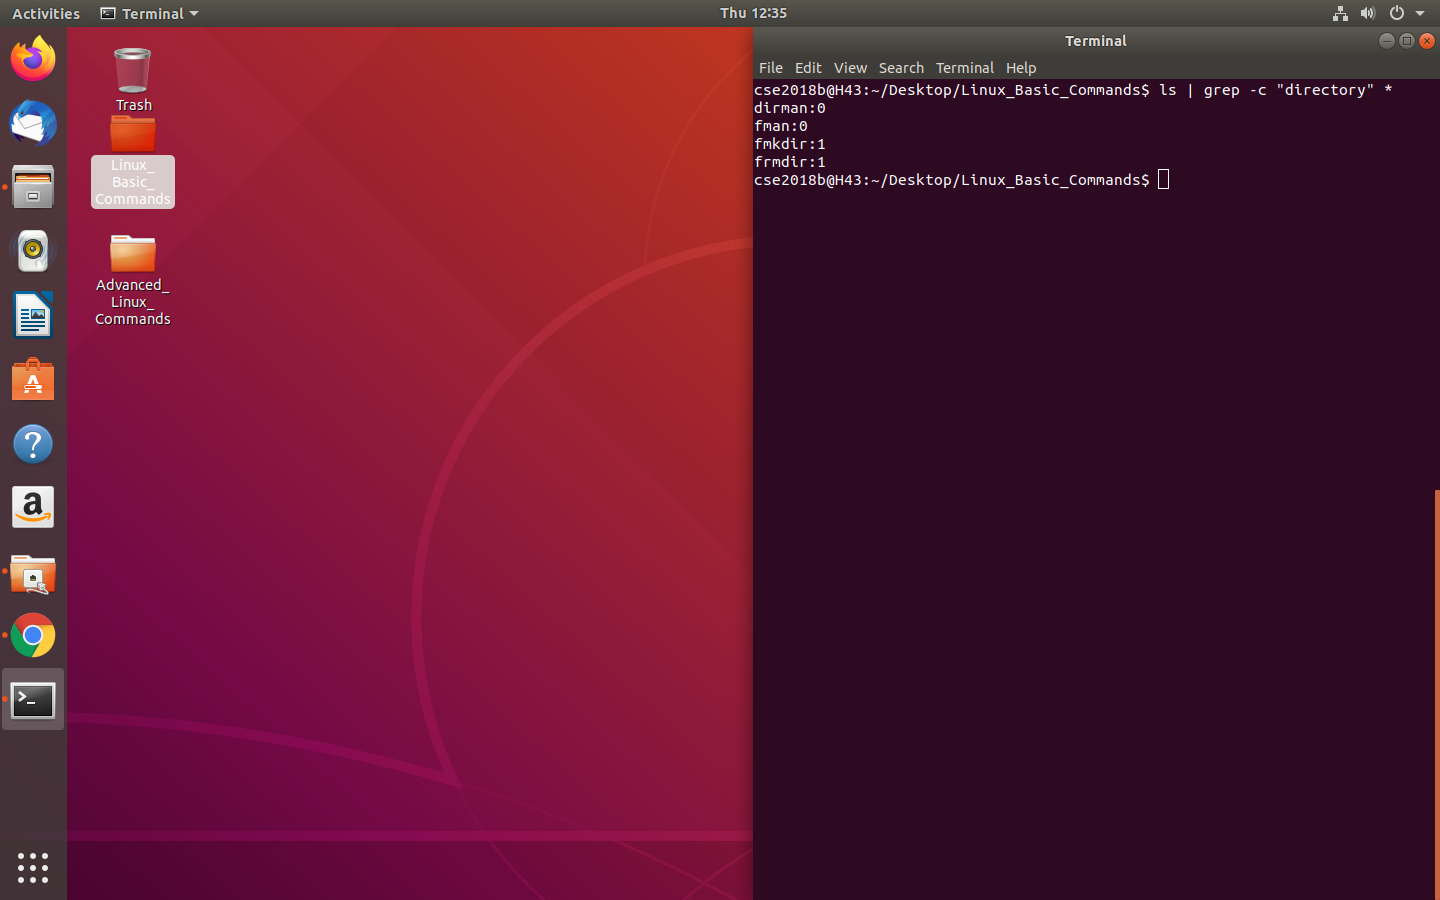 Activities
Terminal
Thu 12:35
Trash
Linux_
Basic_
Commands
Advanced_
Linux_
Commands
Terminal
File Edit View Search Terminal Help
cse2018b@H43:~/Desktop/Linux_Basic_Commands$ ls | grep -c "directory" *
dirman:0
fman:0
fmkdir:1
frmdir:1
cse2018b@H43:~/Desktop/Linux_Basic_Commands$